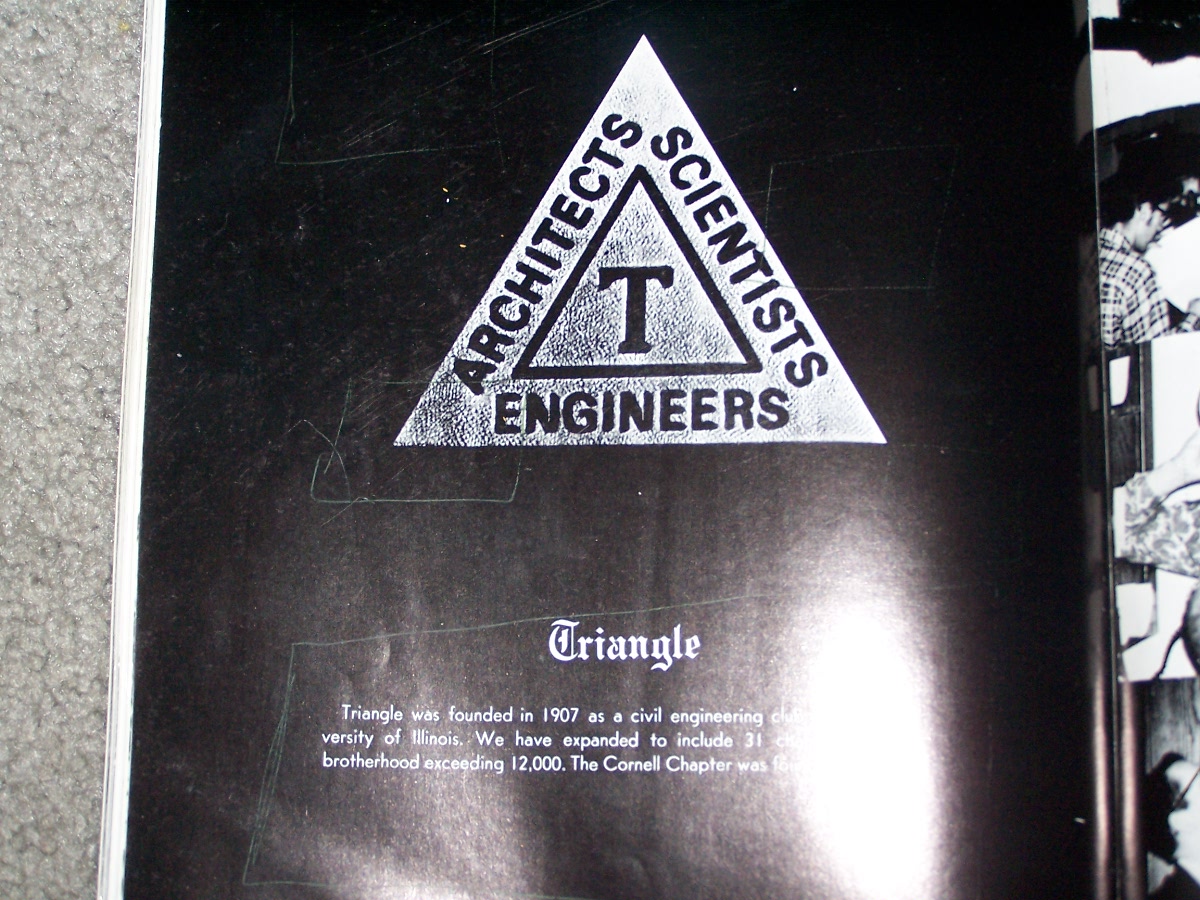 ARCHITECTS
SCIENTISTS
T
ENGINEERS
Triangle
Triangle was founded in 1907 as a civil engineering
versity of Illinois. We have expanded to include 31
brotherhood exceeding 12,000. The Cornell Chapter was